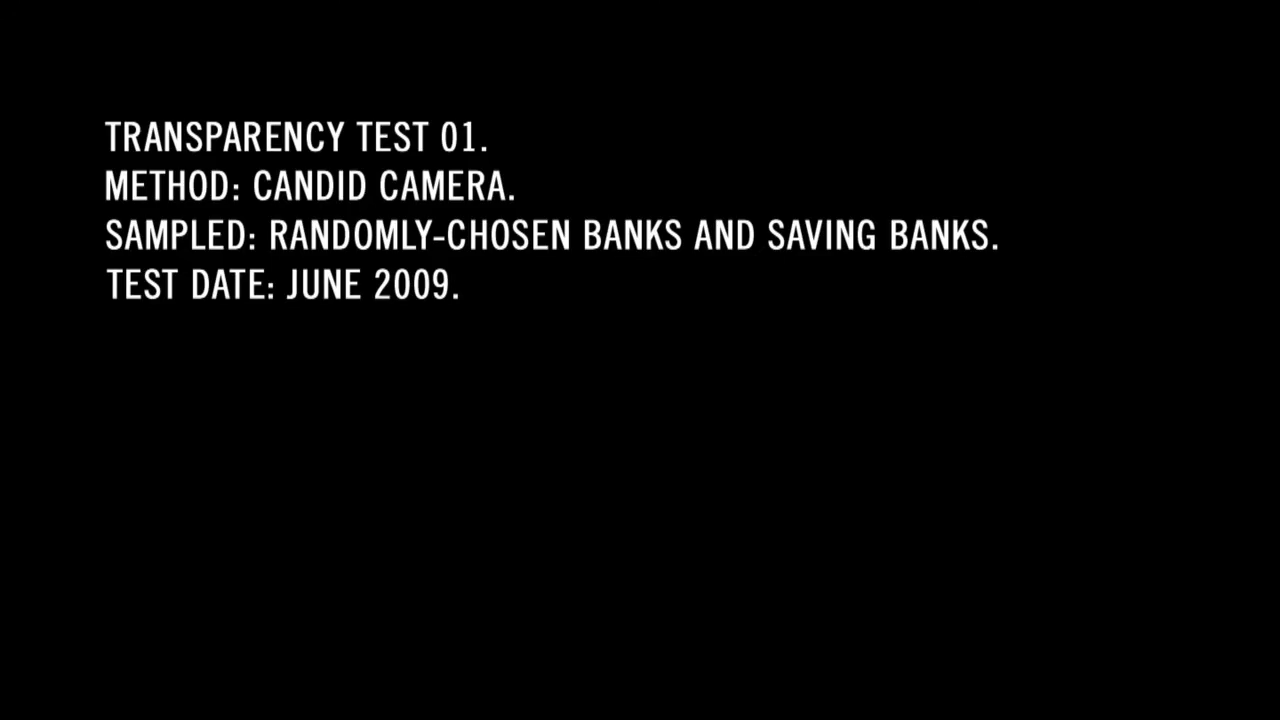 TRANSPARENCY TEST 01.
METHOD: CANDID CAMERA.
SAMPLED: RANDOMLY-CHOSEN BANKS AND SAVING BANKS.
TEST DATE: JUNE 2009.